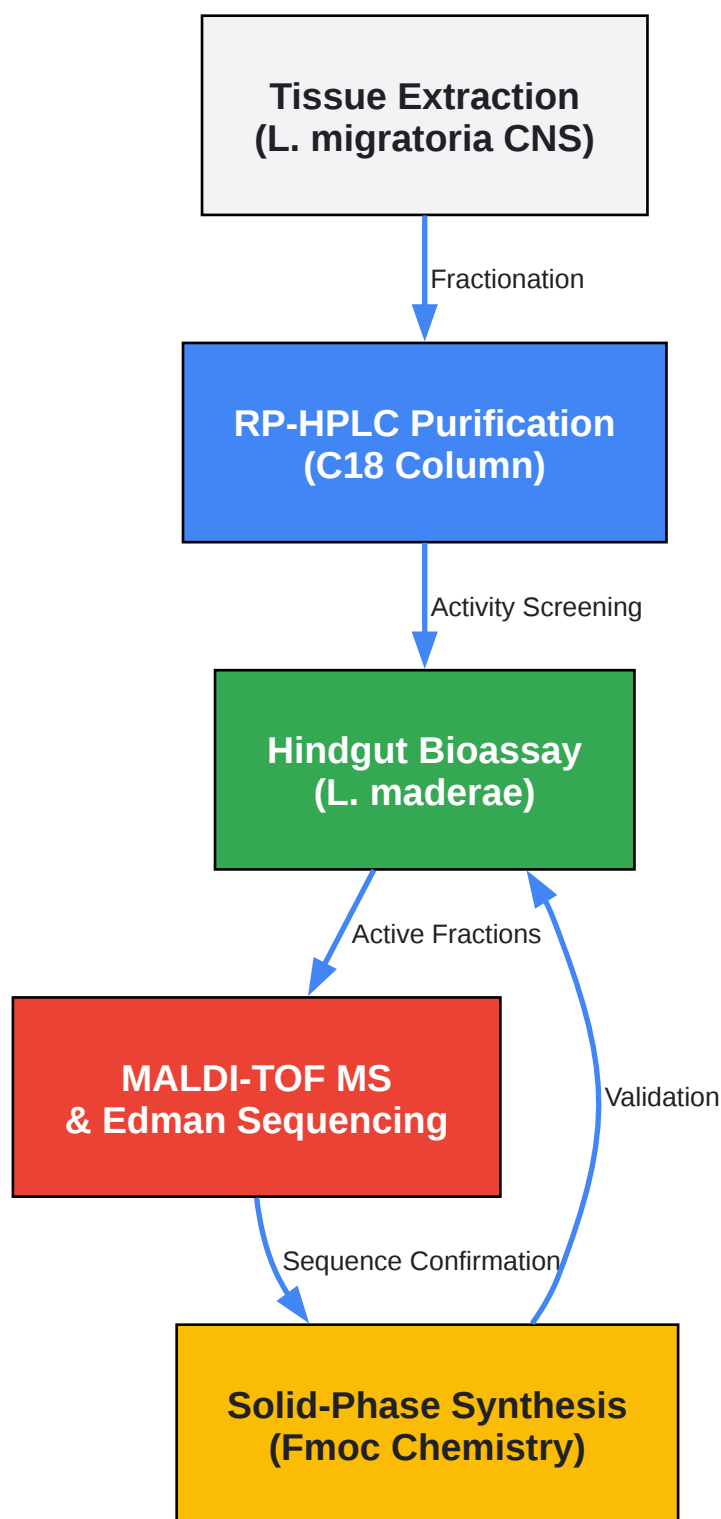 Tissue Extraction
(L. migratoria CNS)
Fractionation
RP-HPLC Purification
(C18 Column)
Activity Screening
Hindgut Bioassay
(L. maderae)
Active Fractions
MALDI-TOF MS
& Edman Sequencing
Validation
Sequence Confirmation
Solid-Phase Synthesis
(Fmoc Chemistry)